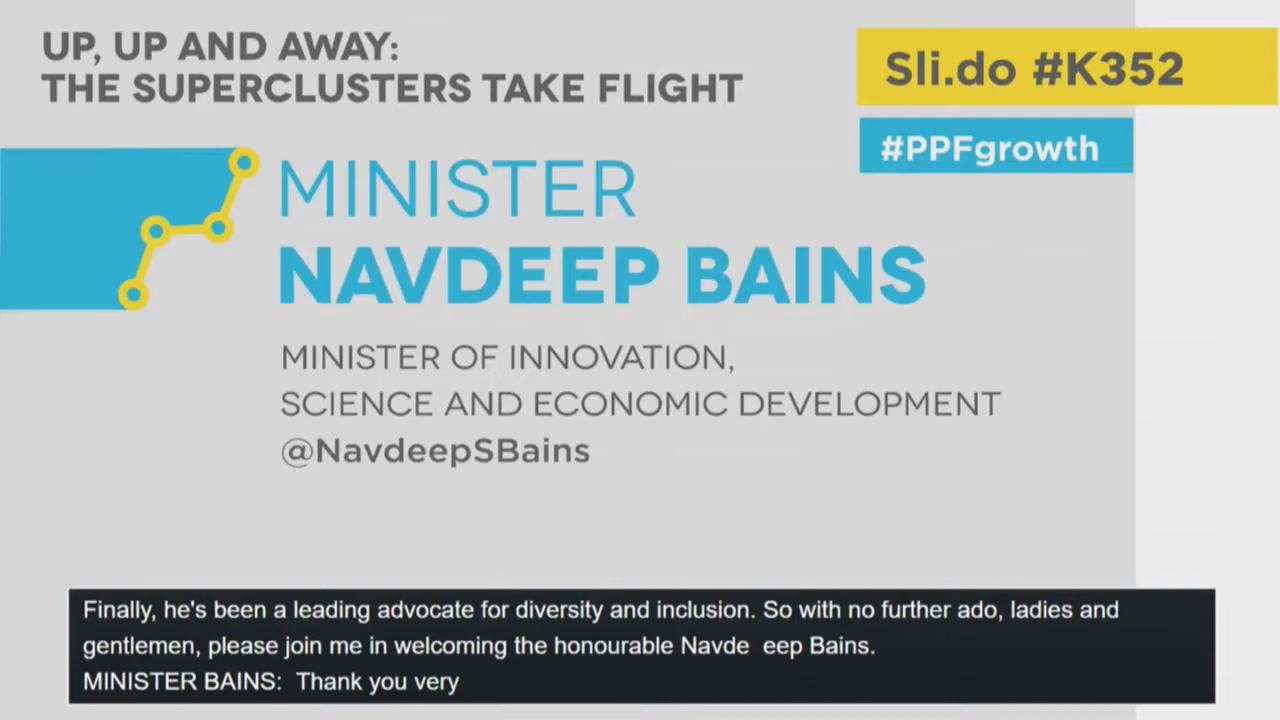 UP, UP AND AWAY:
THE SUPERCLUSTERS TAKE FLIGHT
Sli.do #K352
#PPFgrowth
MINISTER
NAVDEEP BAINS
MINISTER OF INNOVATION,
SCIENCE AND ECONOMIC DEVELOPMENT
@NavdeepSBains
Finally, he's been a leading advocate for diversity and inclusion. So with no further ado, ladies and
gentlemen, please join me in welcoming the honourable Navde  eep Bains.
MINISTER BAINS:  Thank you very